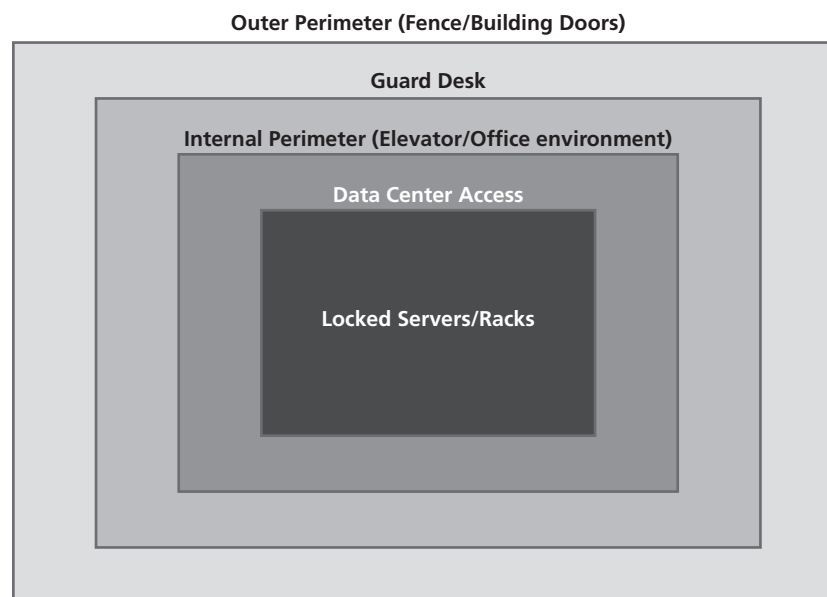 Outer Perimeter (Fence/Building Doors)
Guard Desk
Internal Perimeter (Elevator/Office environment)
Data Center Access
Locked Servers/Racks